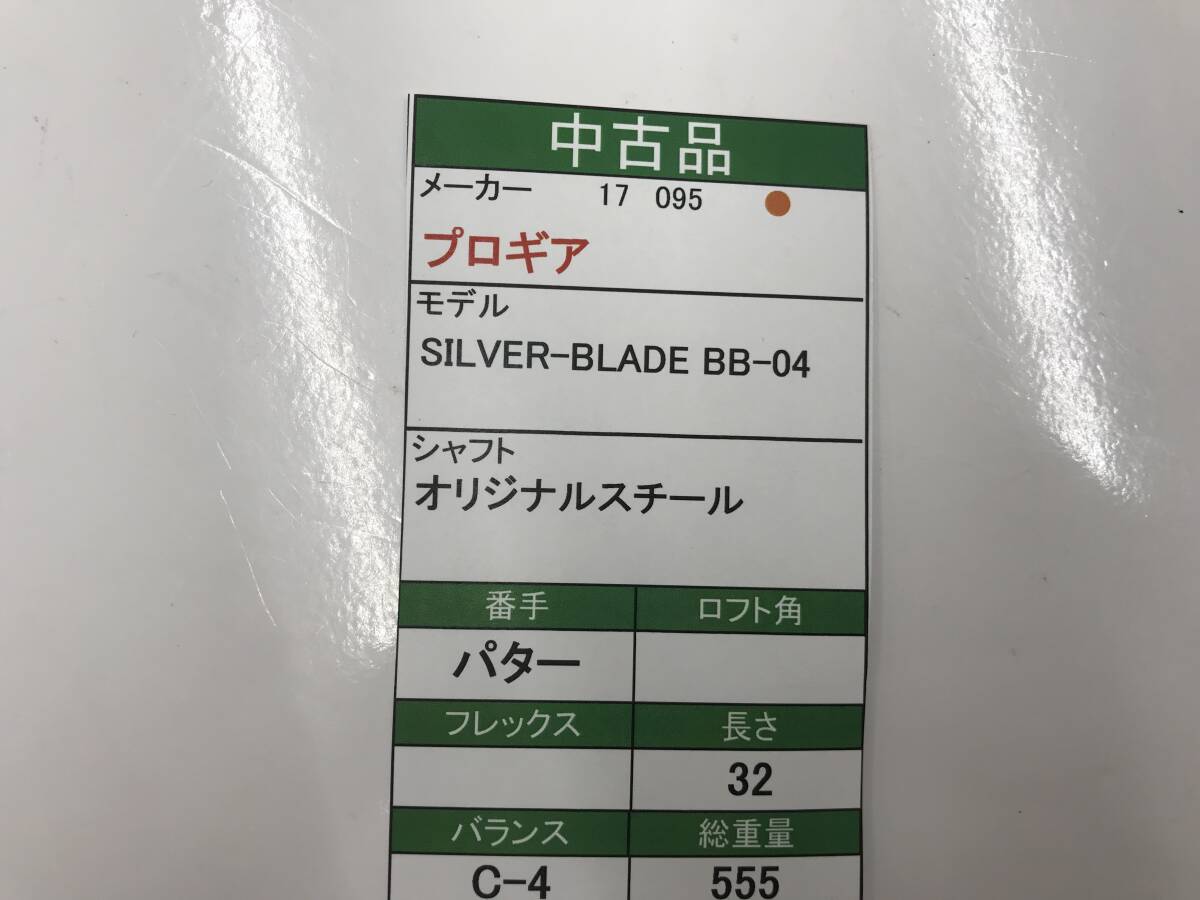 中古品
メーカー 17 095
プロギア
モデル
SILVER-BLADE BB-04
シャフト
オリジナルスチール
番手 ロフト角
パター
フレックス 長さ
32
バランス 総重量
C-4 555